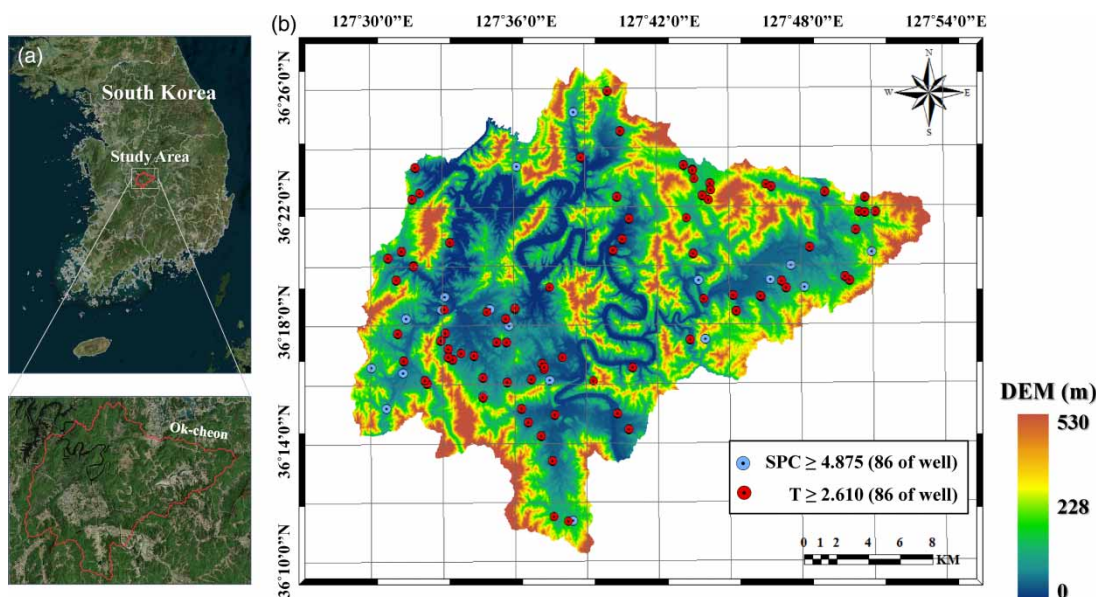 (a)
South Korea
Study Area
Ok-cheon
(b)
127°30'0"E 127°36'0"E 127°42'0"E 127°48'0"E 127°54'0"E
36°26'0"N
36°22'0"N
36°18'0"N
36°14'0"N
36°10'0"N
N
W E
S
SPC ≥ 4.875 (86 of well)
T ≥ 2.610 (86 of well)
0 1 2 4 6 8
KM
DEM (m)
530
228
0